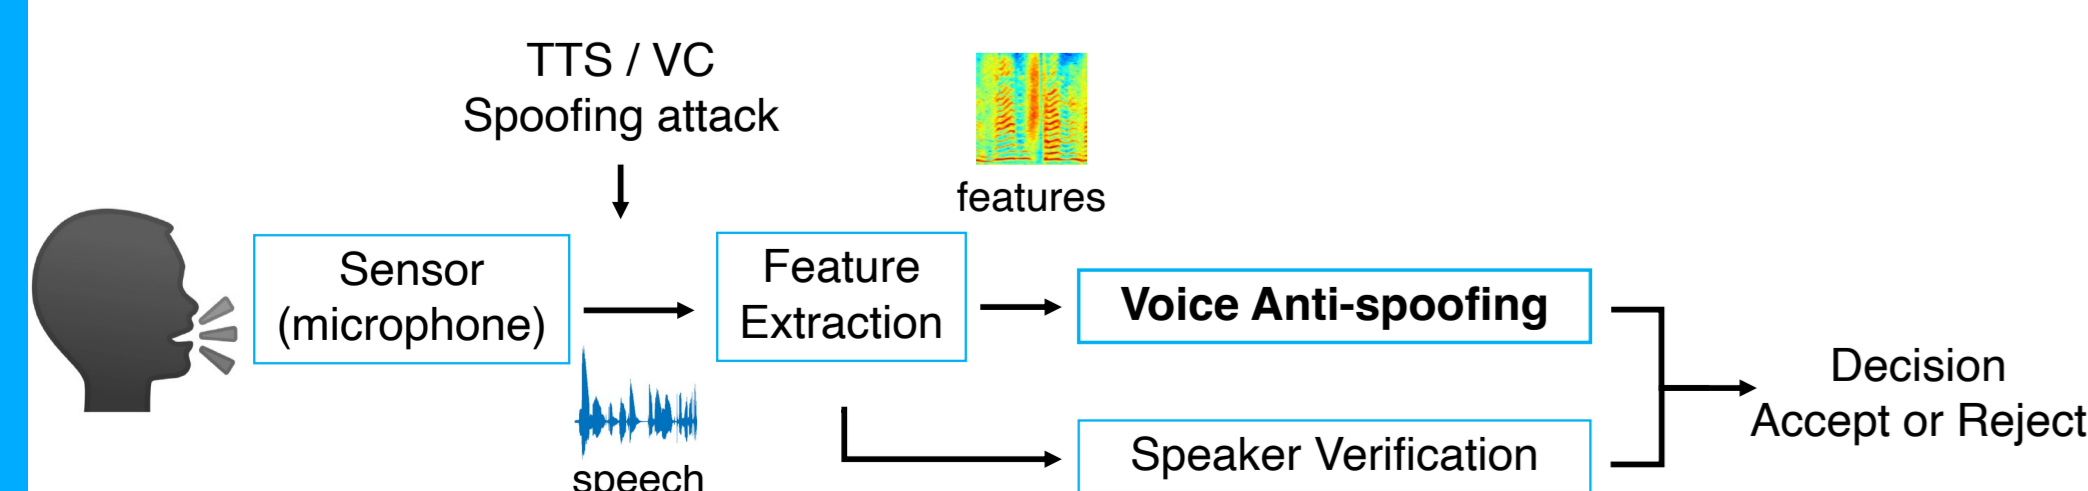 TTS / VC
Spoofing attack
features
Sensor
(microphone)
speech
Feature
Extraction
Voice Anti-spoofing
Speaker Verification
Decision
Accept or Reject